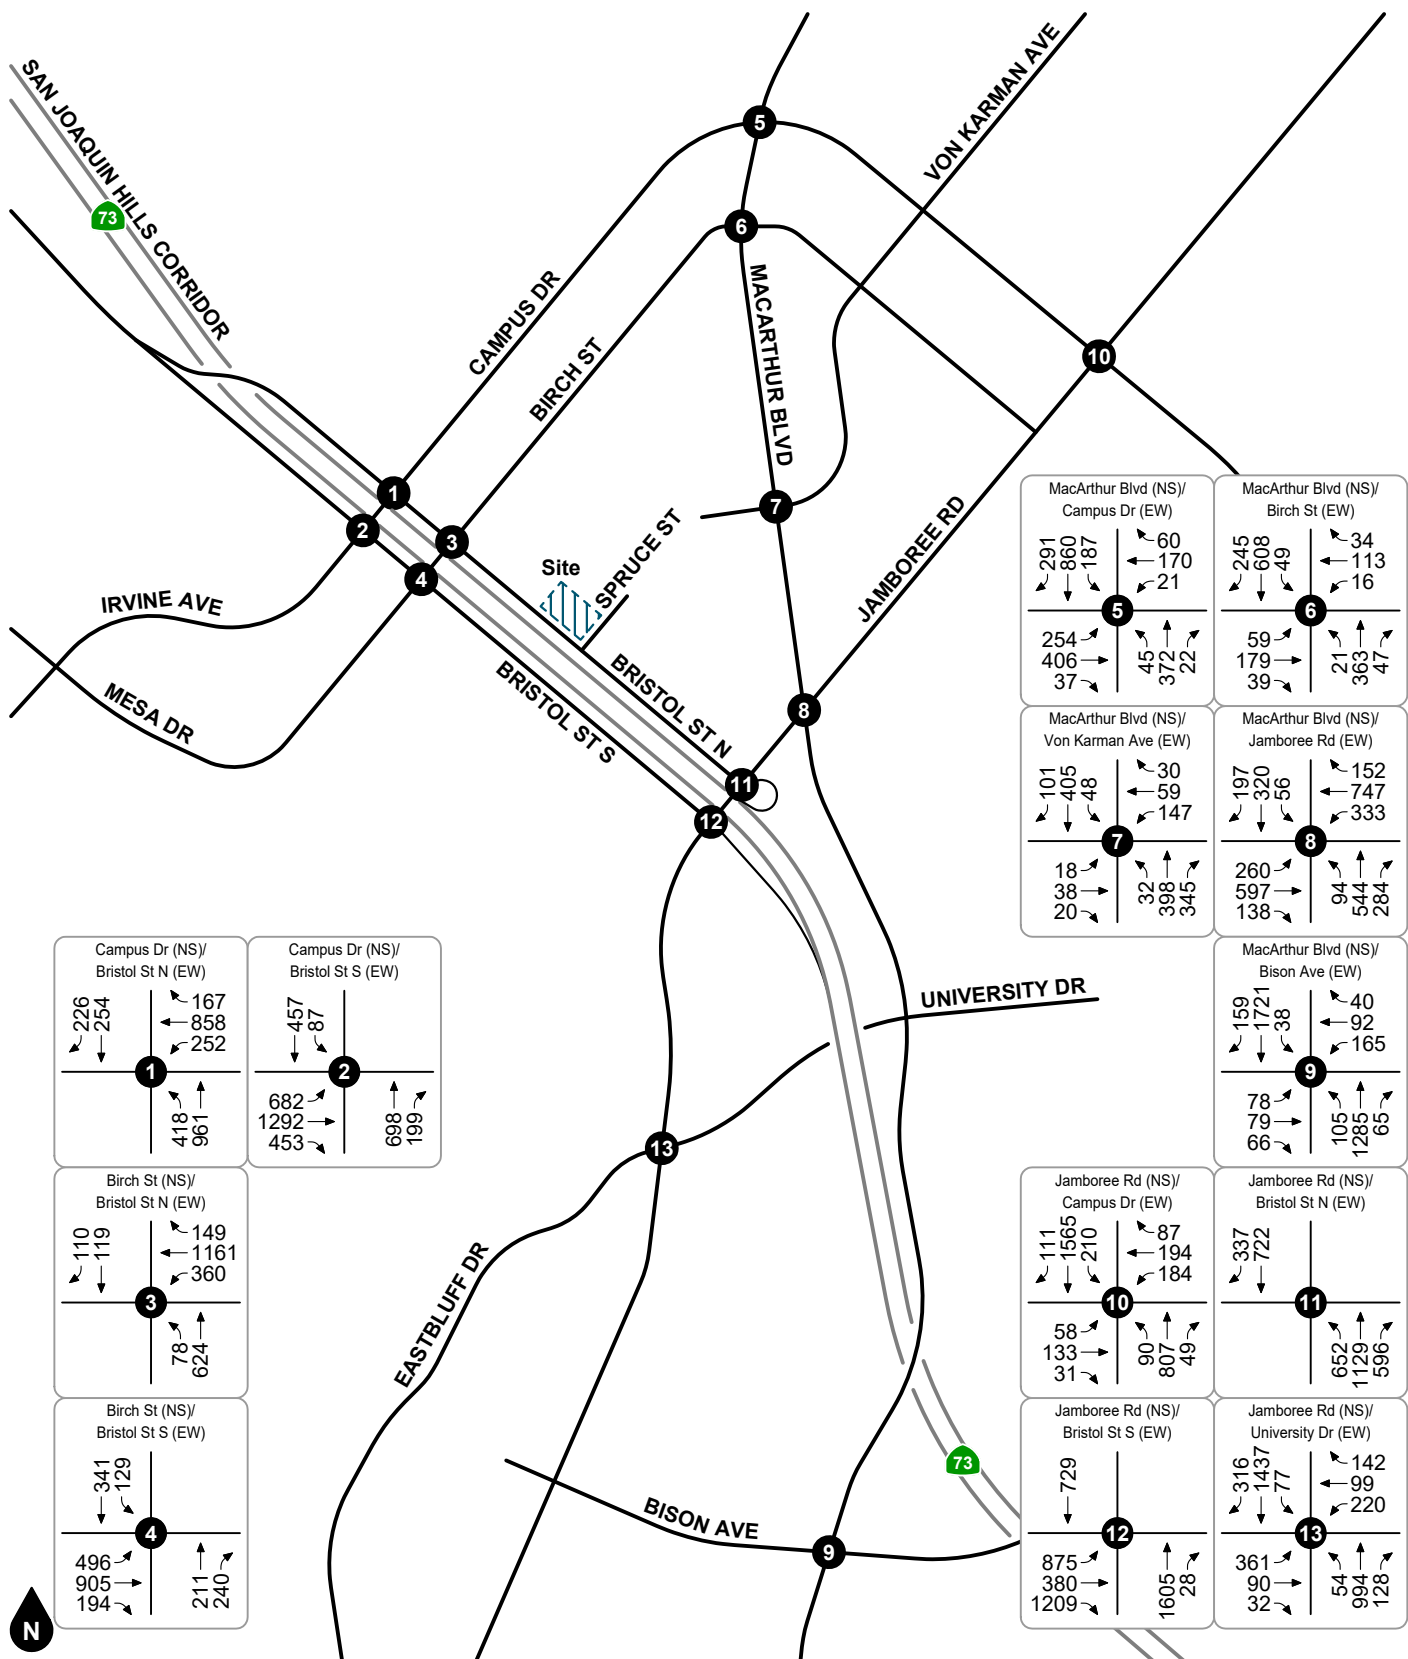 SAN JOAQUIN HILLS CORRIDOR
73
CAMPUS DR
BIRCH ST
MACARTHUR BLVD
VON KARMAN AVE
JAMBOREE RD
5
6
10
1
2
3
4
7
8
11
12
13
9
IRVINE AVE
MESA DR
Site
SPRUCE ST
BRISTOL ST N
BRISTOL ST S
UNIVERSITY DR
EASTBLUFF DR
BISON AVE
73
N
MacArthur Blvd (NS)/
Campus Dr (EW)
291 860 187
60
170
21
5
254
406
37
45 372 22
MacArthur Blvd (NS)/
Birch St (EW)
245 608 49
34
113
16
6
59
179
39
21 363 47
MacArthur Blvd (NS)/
Von Karman Ave (EW)
101 405 48
30
59
147
7
18
38
20
32 398 345
MacArthur Blvd (NS)/
Jamboree Rd (EW)
197 320 56
152
747
333
8
260
597
138
94 544 284
Campus Dr (NS)/
Bristol St N (EW)
226 254
167
858
252
1
418 961
Campus Dr (NS)/
Bristol St S (EW)
457 87
2
682
1292
453
698 199
MacArthur Blvd (NS)/
Bison Ave (EW)
159 1721 38
40
92
165
9
78
79
66
105 1285 65
Birch St (NS)/
Bristol St N (EW)
110 119
149
1161
360
3
78 624
Jamboree Rd (NS)/
Campus Dr (EW)
111 1565 210
87
194
184
10
58
133
31
90 807 49
Jamboree Rd (NS)/
Bristol St N (EW)
337 722
11
652 1129 596
Birch St (NS)/
Bristol St S (EW)
341 129
4
496
905
194
211 240
Jamboree Rd (NS)/
Bristol St S (EW)
729
12
875
380
1209
1605 28
Jamboree Rd (NS)/
University Dr (EW)
316 1437 77
142
99
220
13
361
90
32
54 994 128